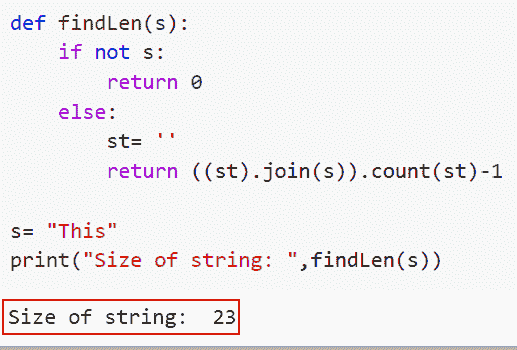 def findLen(s):
    if not s:
        return 0
    else:
        st= ''
        return ((st).join(s)).count(st)-1
s= "This"
print("Size of string: ",findLen(s))
Size of string:  23